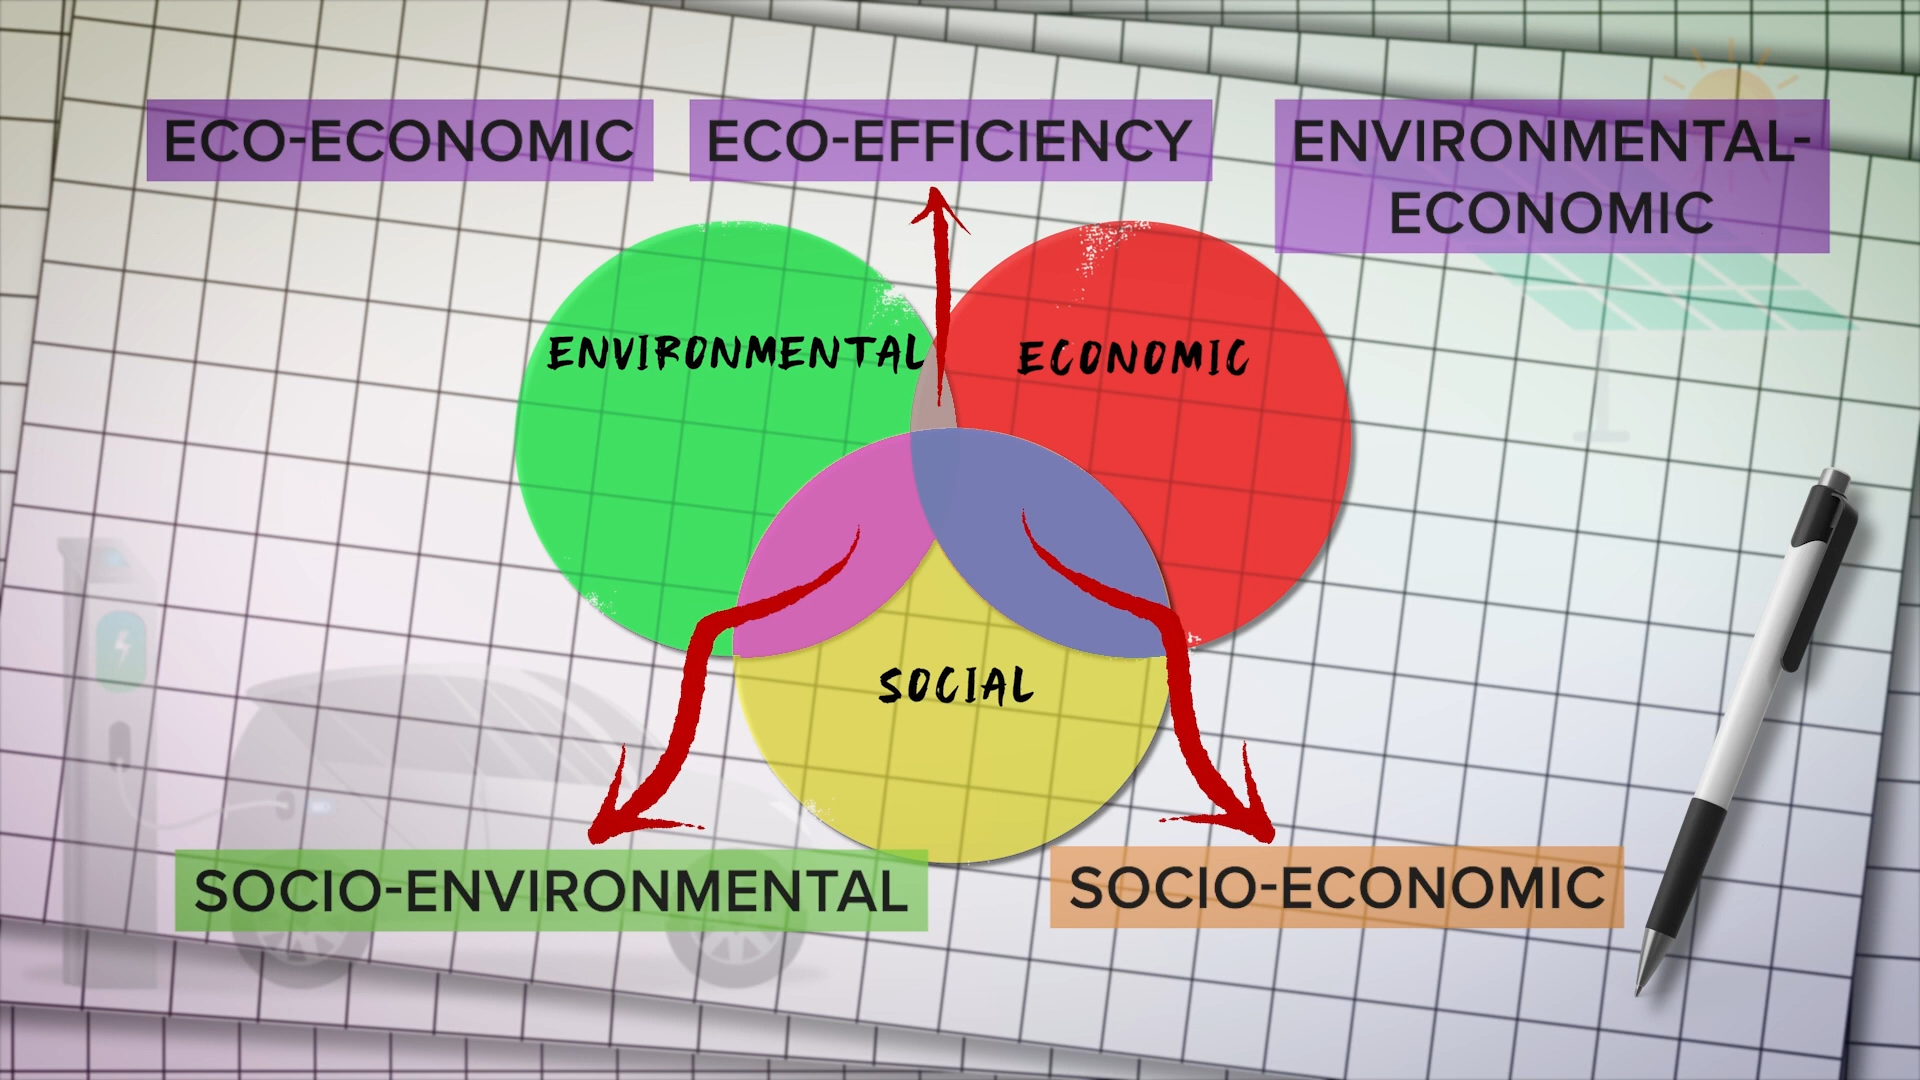 ECO-ECONOMIC
ECO-EFFICIENCY
ENVIRONMENTAL-
ECONOMIC
ENVIRONMENTAL
ECONOMIC
SOCIAL
SOCIO-ENVIRONMENTAL
SOCIO-ECONOMIC